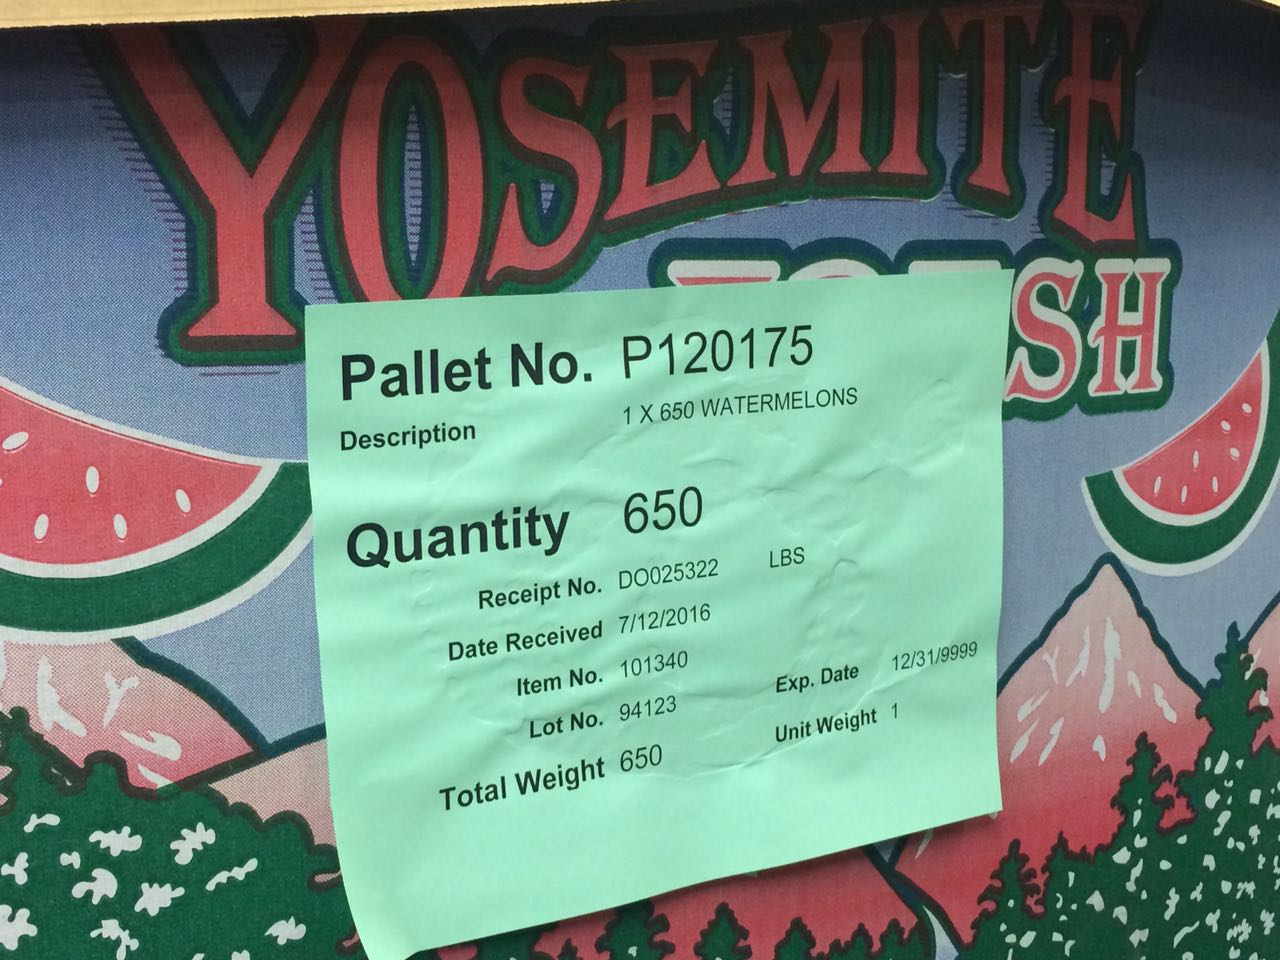 YOSEMITE
FRESH
Pallet No. P120175
Description 1 X 650 WATERMELONS
Quantity 650
Receipt No. DO025322 LBS
Date Received 7/12/2016
Item No. 101340 Exp. Date 12/31/9999
Lot No. 94123 Unit Weight 1
Total Weight 650